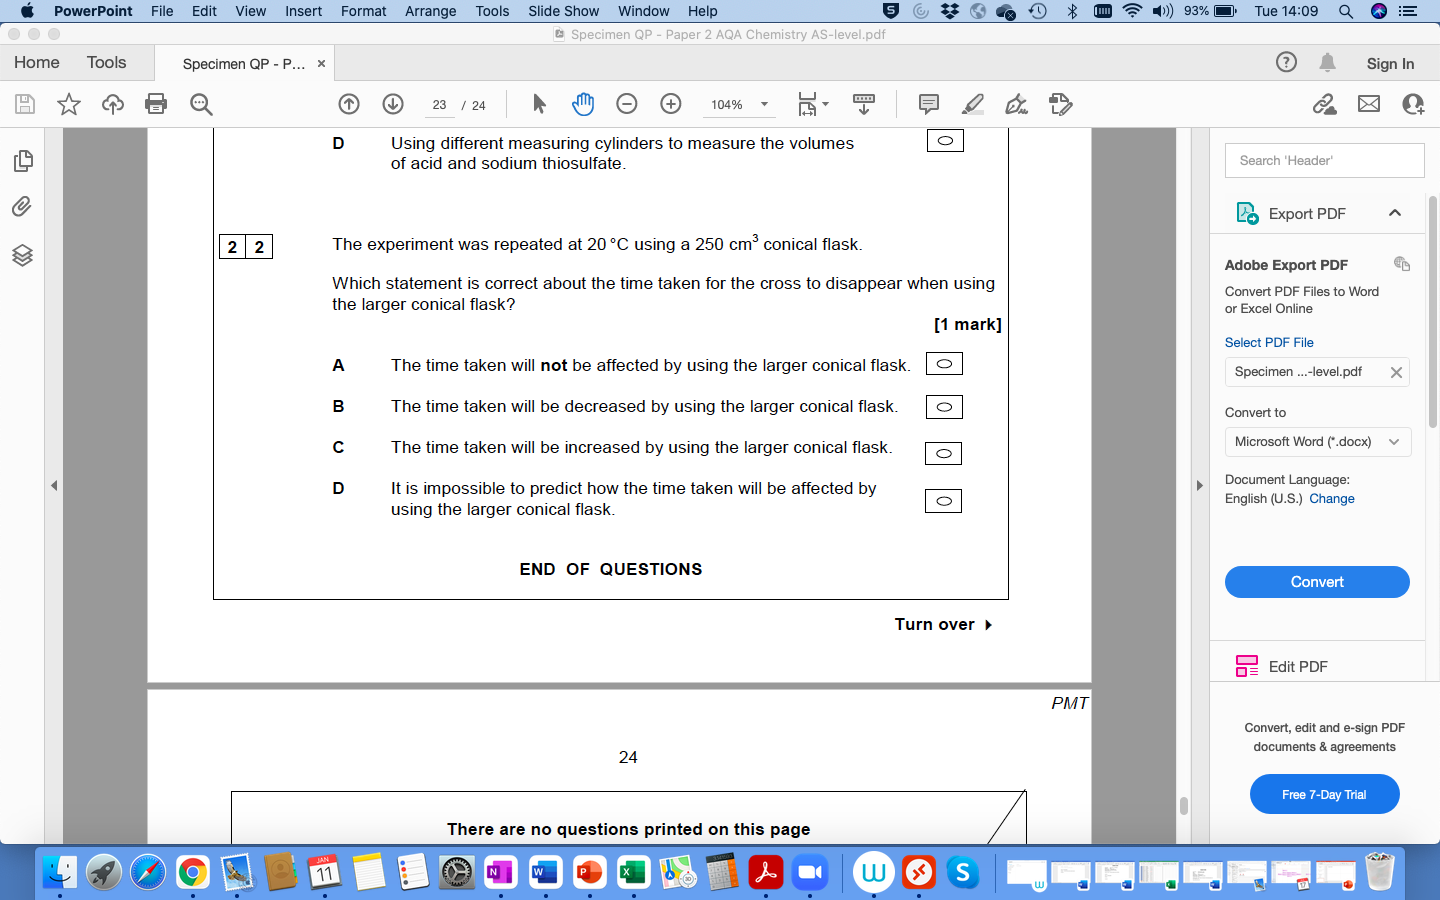 PowerPoint File Edit View Insert Format Arrange Tools Slide Show Window Help 93% Tue 14:09
Specimen QP - Paper 2 AQA Chemistry AS-level.pdf
Home Tools Specimen QP - P... × Sign In
23 / 24 104%
D Using different measuring cylinders to measure the volumes
of acid and sodium thiosulfate.
2 2 The experiment was repeated at 20 °C using a 250 cm³ conical flask.
Which statement is correct about the time taken for the cross to disappear when using
the larger conical flask?
[1 mark]
A The time taken will not be affected by using the larger conical flask.
B The time taken will be decreased by using the larger conical flask.
C The time taken will be increased by using the larger conical flask.
D It is impossible to predict how the time taken will be affected by
using the larger conical flask.
END OF QUESTIONS
Turn over
PMT
24
There are no questions printed on this page
Search 'Header'
Export PDF
Adobe Export PDF
Convert PDF Files to Word
or Excel Online
Select PDF File
Specimen ...-level.pdf
Convert to
Microsoft Word (*.docx)
Document Language:
English (U.S.) Change
Convert
Edit PDF
Convert, edit and e-sign PDF
documents & agreements
Free 7-Day Trial
JAN
11